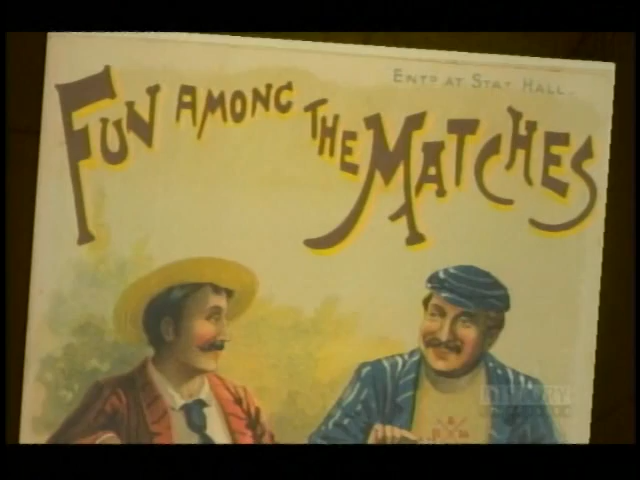 ENTD AT STAT HALL.
FUN AMONG THE MATCHES